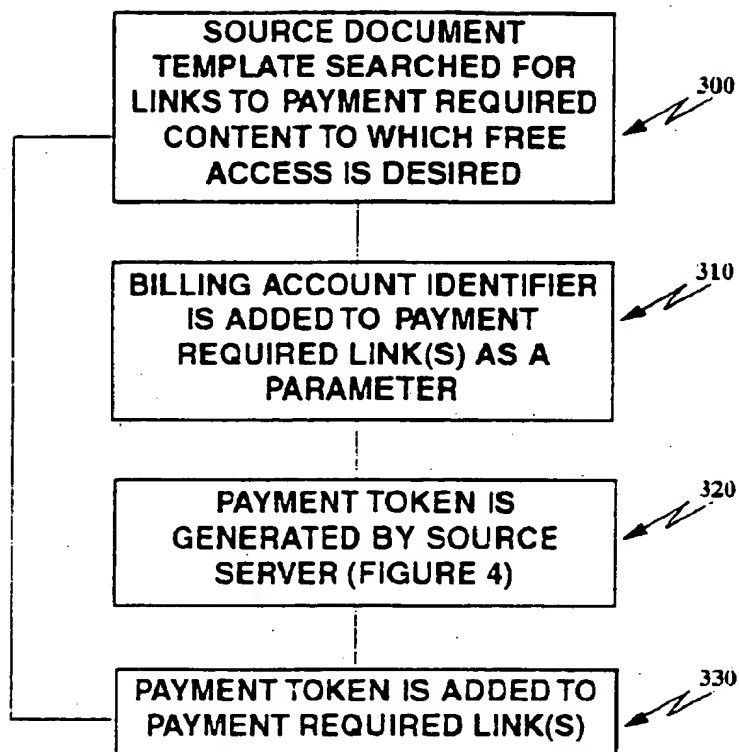 SOURCE DOCUMENT
TEMPLATE SEARCHED FOR
LINKS TO PAYMENT REQUIRED
CONTENT TO WHICH FREE
ACCESS IS DESIRED
300
BILLING ACCOUNT IDENTIFIER
IS ADDED TO PAYMENT
REQUIRED LINK(S) AS A
PARAMETER
310
PAYMENT TOKEN IS
GENERATED BY SOURCE
SERVER (FIGURE 4)
320
PAYMENT TOKEN IS ADDED TO
PAYMENT REQUIRED LINK(S)
330